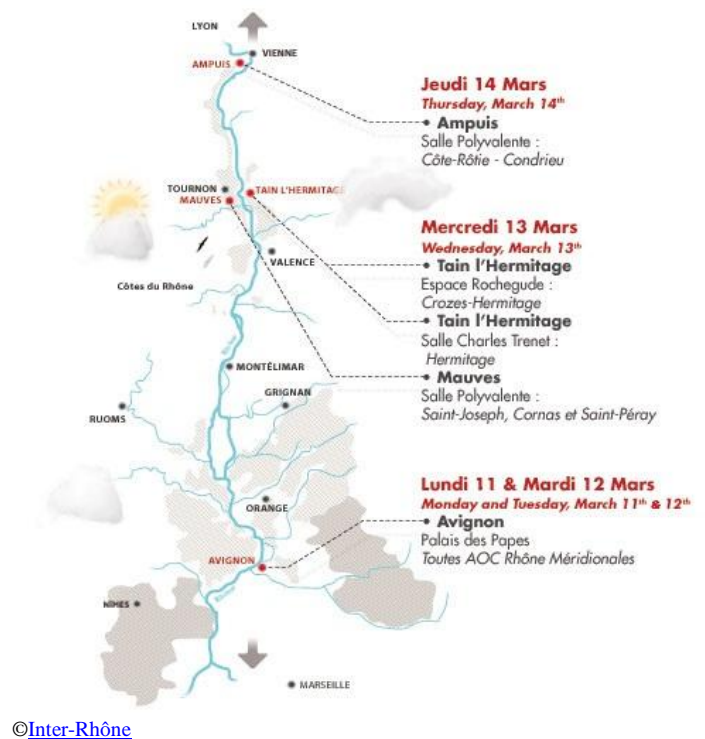 LYON
VIENNE
AMPUIS
Jeudi 14 Mars
Thursday, March 14th
Ampuis
Salle Polyvalente :
Côte-Rôtie - Condrieu
TOURNON
TAIN L'HERMITAGE
MAUVES
Mercredi 13 Mars
Wednesday, March 13th
Tain l'Hermitage
Espace Rochegude :
Crozes-Hermitage
Tain l'Hermitage
Salle Charles Trenet :
Hermitage
Mauves
Salle Polyvalente :
Saint-Joseph, Cornas et Saint-Péray
VALENCE
Côtes du Rhône
MONTÉLIMAR
GRIGNAN
RUOMS
Lundi 11 & Mardi 12 Mars
Monday and Tuesday, March 11th & 12th
Avignon
Palais des Papes
Toutes AOC Rhône Méridionales
ORANGE
AVIGNON
NÎMES
MARSEILLE
©Inter-Rhône